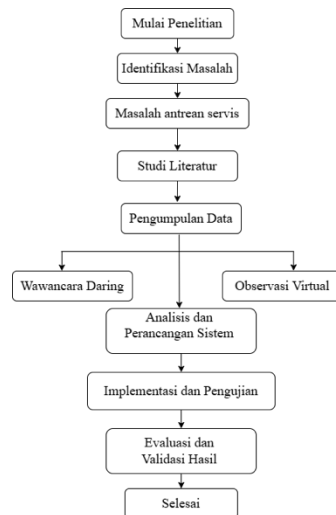 Mulai Penelitian
Identifikasi Masalah
Masalah antrean servis
Studi Literatur
Pengumpulan Data
Wawancara Daring
Observasi Virtual
Analisis dan
Perancangan Sistem
Implementasi dan Pengujian
Evaluasi dan
Validasi Hasil
Selesai